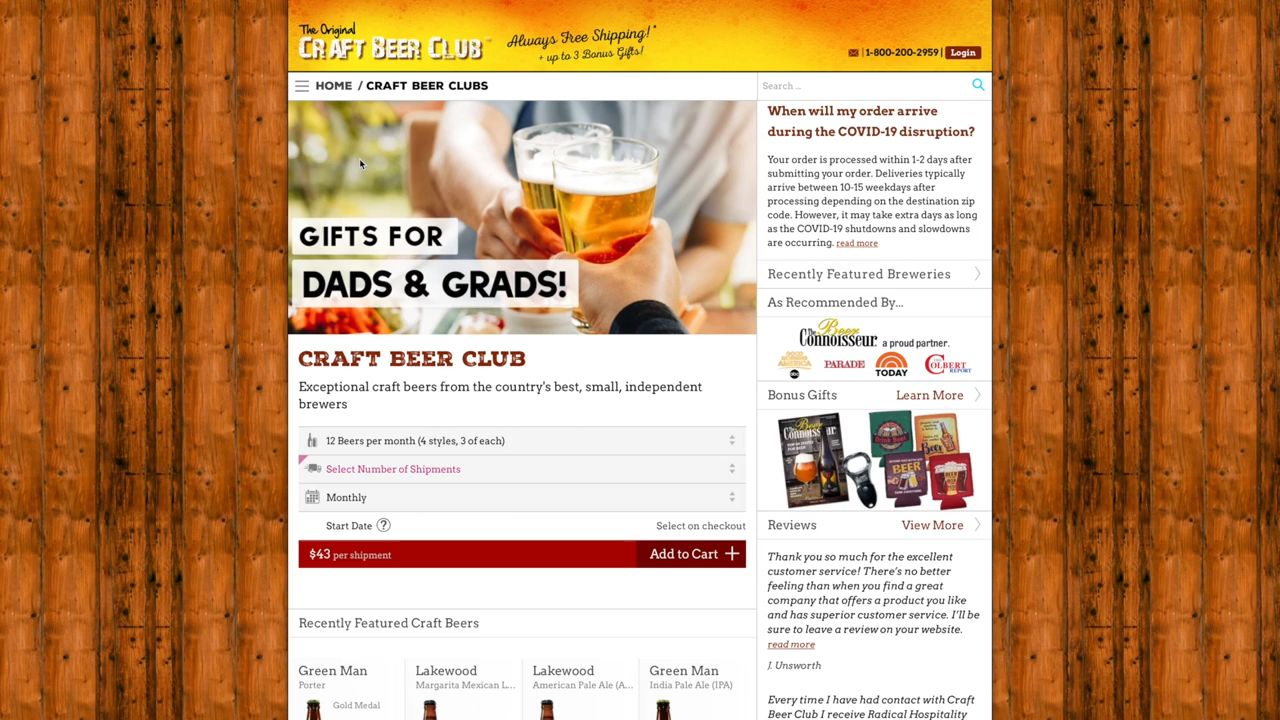 The Original
CRAFT BEER CLUB™
Always Free Shipping!*
+ up to 3 Bonus Gifts!
| 1-800-200-2959 | Login
HOME / CRAFT BEER CLUBS
Search ...
GIFTS FOR
DADS & GRADS!
CRAFT BEER CLUB
Exceptional craft beers from the country's best, small, independent
brewers
12 Beers per month (4 styles, 3 of each)
Select Number of Shipments
Monthly
Start Date ?
Select on checkout
$43 per shipment
Add to Cart +
Recently Featured Craft Beers
Green Man
Porter
Gold Medal
Lakewood
Margarita Mexican L...
Lakewood
American Pale Ale (A...
Green Man
India Pale Ale (IPA)
When will my order arrive
during the COVID-19 disruption?
Your order is processed within 1-2 days after
submitting your order. Deliveries typically
arrive between 10-15 weekdays after
processing depending on the destination zip
code. However, it may take extra days as long
as the COVID-19 shutdowns and slowdowns
are occurring. read more
Recently Featured Breweries
As Recommended By...
The Beer
Connoisseur a proud partner.
GOOD
MORNING
AMERICA
abc
PARADE
TODAY
THE
COLBERT
REPORT
Bonus Gifts
Learn More
Beer
Connoisseur
BEER
Reviews
View More
Thank you so much for the excellent
customer service! There's no better
feeling than when you find a great
company that offers a product you like
and has superior customer service. I'll be
sure to leave a review on your website.
read more
J. Unsworth
Every time I have had contact with Craft
Beer Club I receive Radical Hospitality